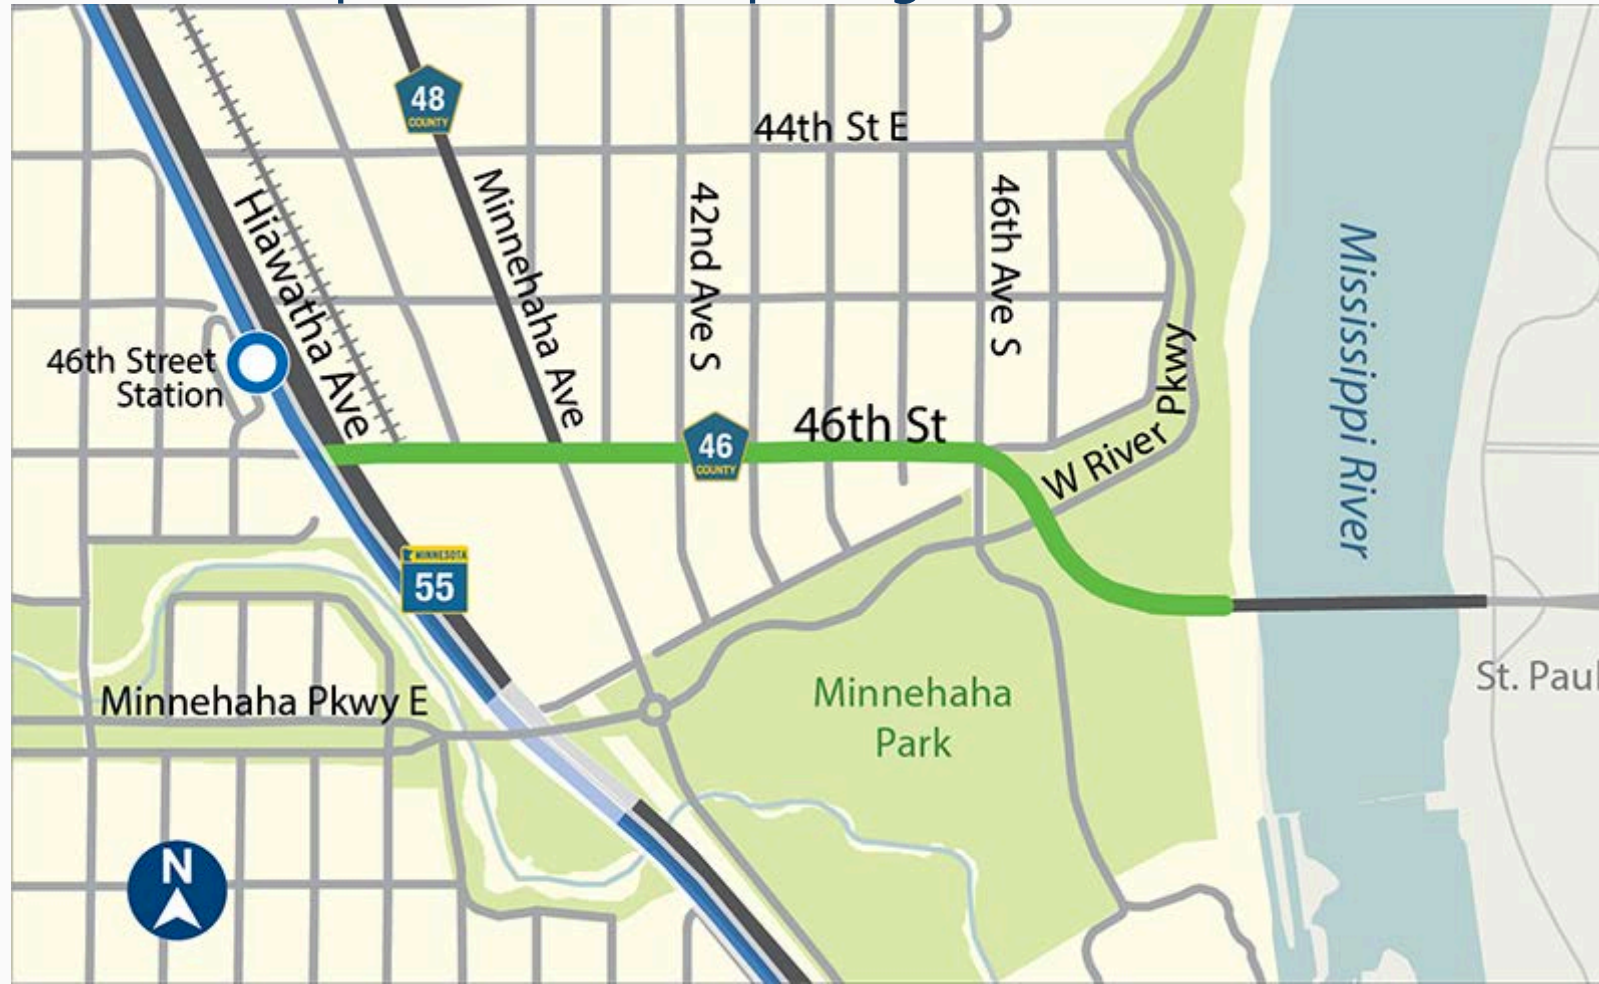 48
COUNTY
44th St E
Hiawatha Ave
Minnehaha Ave
42nd Ave S
46th Ave S
Mississippi River
46th Street
Station
46th St
46
COUNTY
W River Pkwy
MINNESOTA
55
Minnehaha Pkwy E
Minnehaha
Park
St. Paul
N